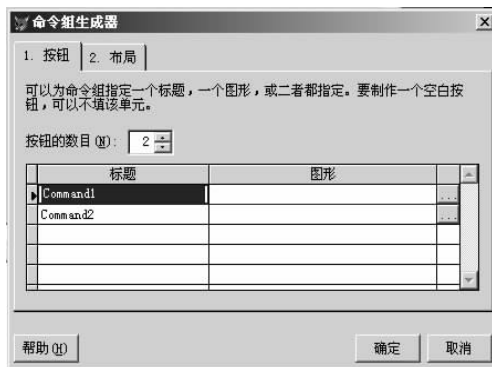 命令组生成器
1. 按钮 2. 布局
可以为命令组指定一个标题，一个图形，或二者都指定。要制作一个空白按
钮，可以不填该单元。
按钮的数目(N): 2
标题 图形
Command1 ...
Command2 ...
帮助(H) 确定 取消